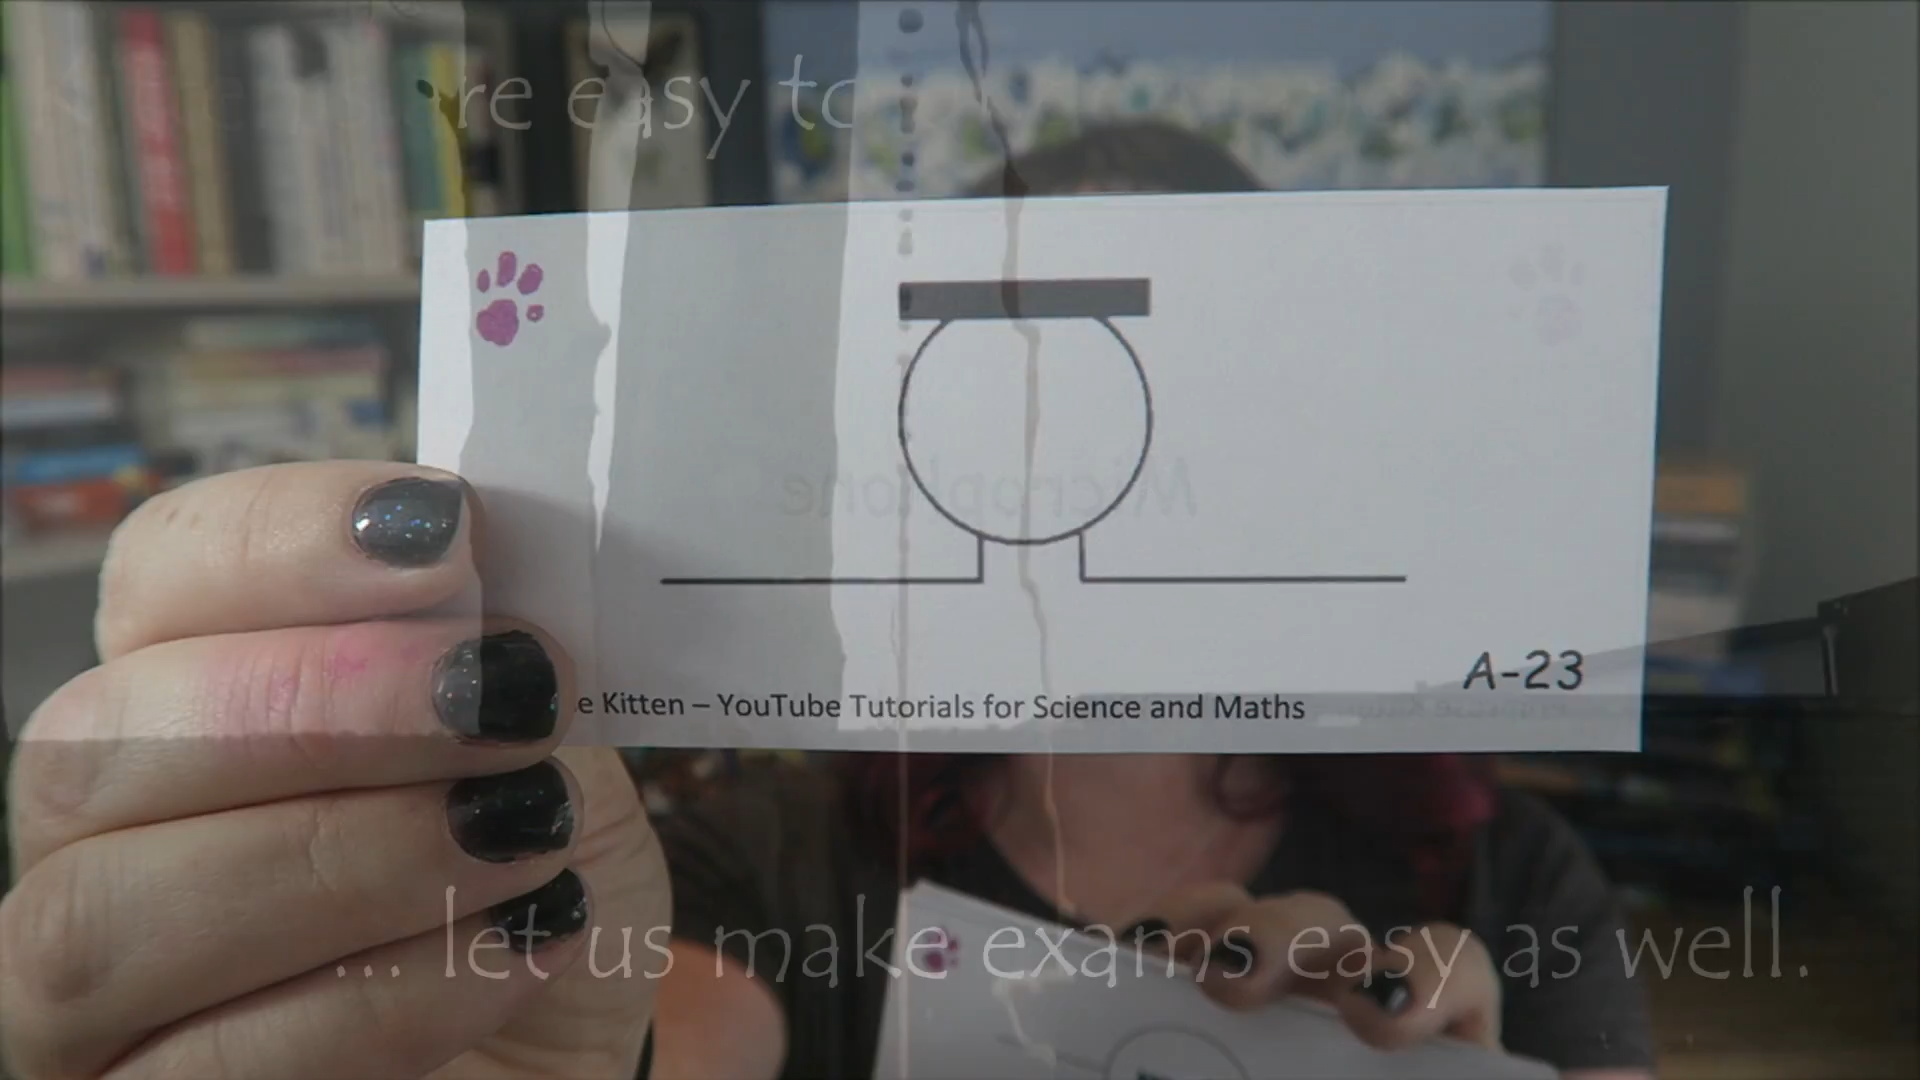 re easy to
Microphone
A-23
e Kitten – YouTube Tutorials for Science and Maths
... let us make exams easy as well.